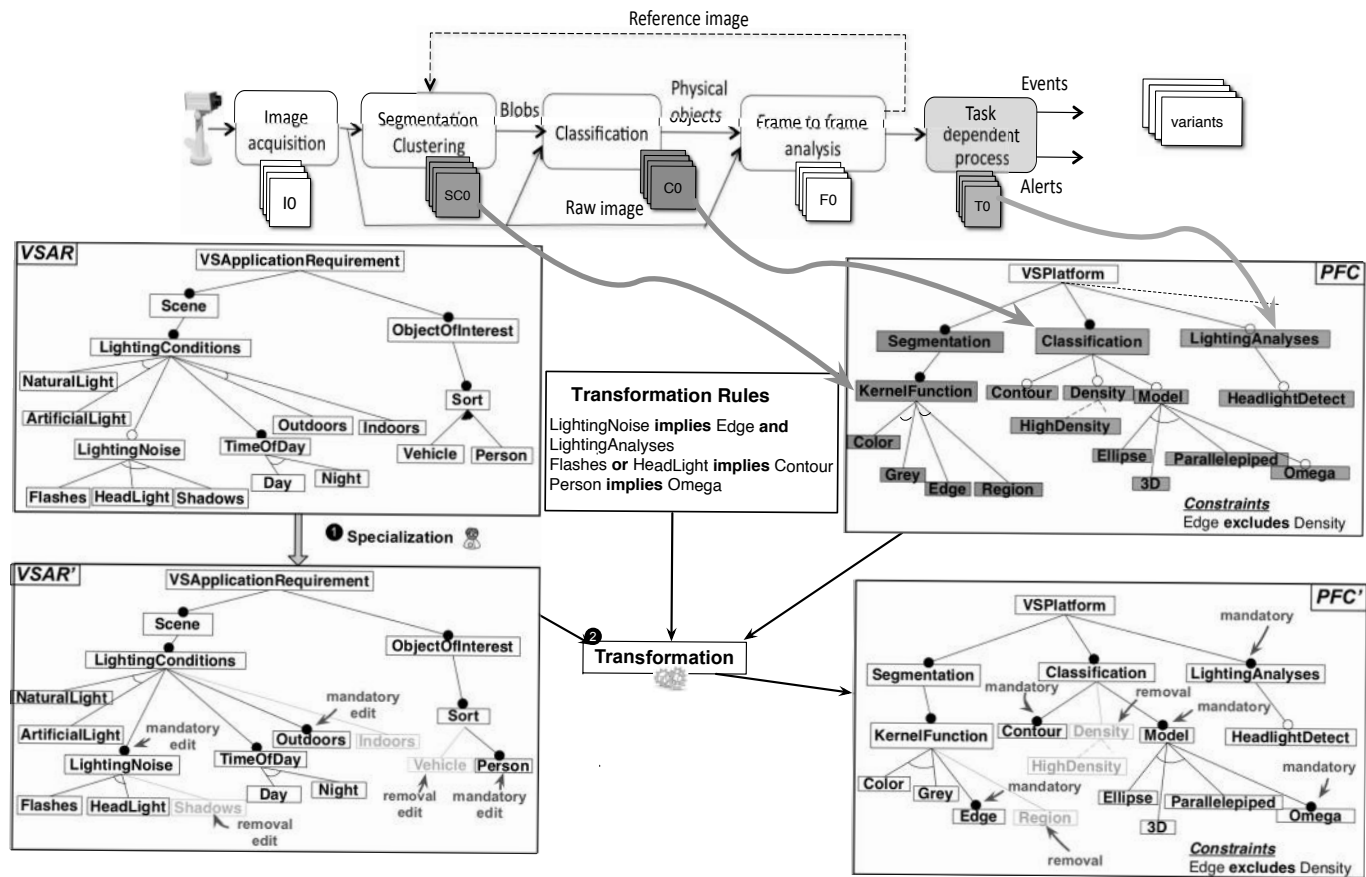 Reference image
Image
acquisition
I0
Segmentation
Clustering
SC0
Blobs
Classification
C0
Physical
objects
Frame to frame
analysis
F0
Task
dependent
process
T0
Events
Alerts
variants
Raw image
VSAR
VSApplicationRequirement
Scene
ObjectOfInterest
LightingConditions
NaturalLight
Sort
ArtificialLight
Outdoors
Indoors
LightingNoise
TimeOfDay
Vehicle
Person
Day
Night
Flashes
HeadLight
Shadows
Transformation Rules
LightingNoise implies Edge and
LightingAnalyses
Flashes or HeadLight implies Contour
Person implies Omega
PFC
VSPlatform
Segmentation
Classification
LightingAnalyses
KernelFunction
Contour
Density
Model
HeadlightDetect
HighDensity
Color
Grey
Edge
Region
Ellipse
Parallelepiped
3D
Omega
Constraints
Edge excludes Density
1 Specialization
VSAR'
VSApplicationRequirement
Scene
ObjectOfInterest
LightingConditions
NaturalLight
mandatory
edit
Sort
ArtificialLight
mandatory
edit
Outdoors
Indoors
LightingNoise
TimeOfDay
Vehicle
Person
Day
Night
Flashes
HeadLight
Shadows
removal
edit
removal
edit
mandatory
edit
2
Transformation
PFC'
VSPlatform
mandatory
Segmentation
Classification
LightingAnalyses
mandatory
removal
mandatory
KernelFunction
Contour
Density
Model
HeadlightDetect
HighDensity
Color
Grey
mandatory
Edge
Region
removal
Ellipse
Parallelepiped
3D
mandatory
Omega
Constraints
Edge excludes Density